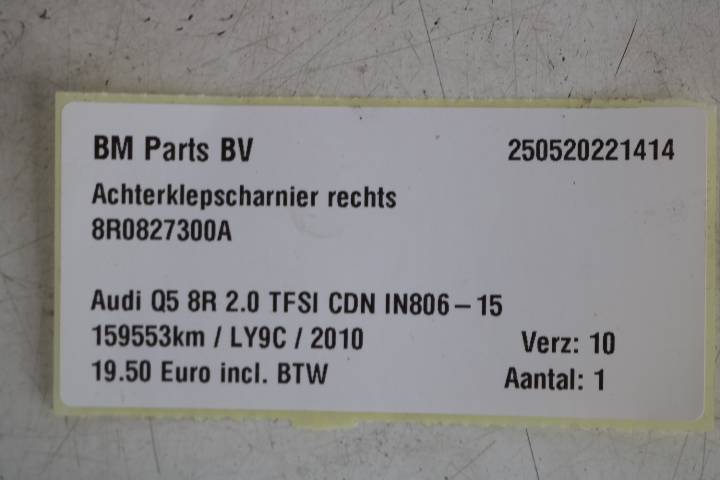 BM Parts BV 250520221414
Achterklepscharnier rechts
8R0827300A
Audi Q5 8R 2.0 TFSI CDN IN806-15
159553km / LY9C / 2010 Verz: 10
19.50 Euro incl. BTW Aantal: 1